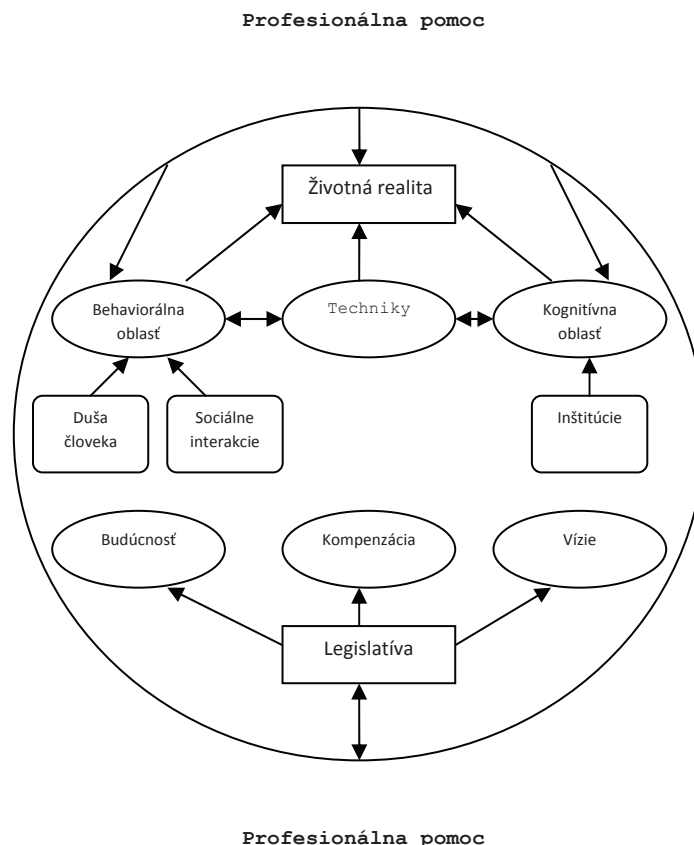 Profesionálna pomoc
Životná realita
Behaviorálna
oblasť
Techniky
Kognitívna
oblasť
Duša
človeka
Sociálne
interakcie
Inštitúcie
Budúcnosť
Kompenzácia
Vízie
Legislatíva
Profesionálna pomoc